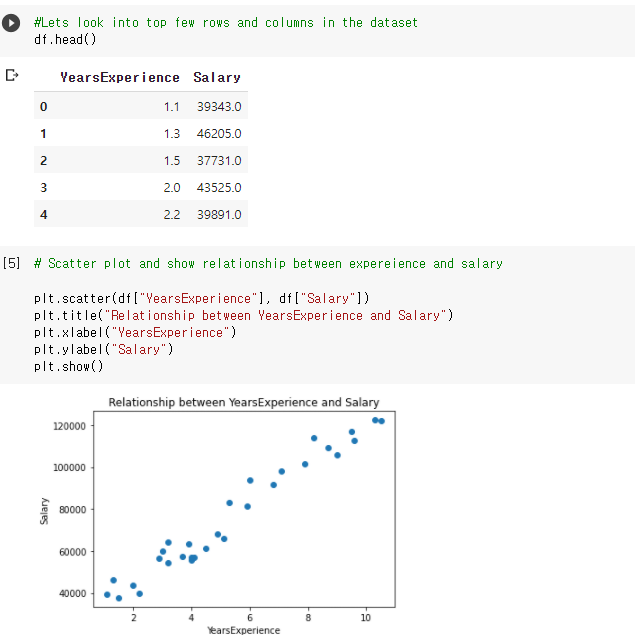 #Lets look into top few rows and columns in the dataset
df.head()
YearsExperience Salary
0 1.1 39343.0
1 1.3 46205.0
2 1.5 37731.0
3 2.0 43525.0
4 2.2 39891.0
[5] # Scatter plot and show relationship between expereience and salary
plt.scatter(df["YearsExperience"], df["Salary"])
plt.title("Relationship between YearsExperience and Salary")
plt.xlabel("YearsExperience")
plt.ylabel("Salary")
plt.show()
Relationship between YearsExperience and Salary
120000
100000
80000
60000
40000
Salary
2 4 6 8 10
YearsExperience